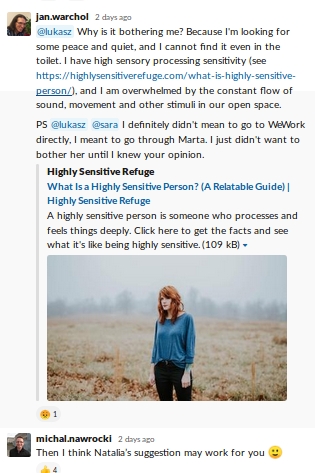 jan.warchol 2 days ago
@lukasz Why is it bothering me? Because I'm looking for
some peace and quiet, and I cannot find it even in the
toilet. I have high sensory processing sensitivity (see
https://highlysensitiverefuge.com/what-is-highly-sensitive-
person/), and I am overwhelmed by the constant flow of
sound, movement and other stimuli in our open space.
PS @lukasz @sara I definitely didn't mean to go to WeWork
directly, I meant to go through Marta. I just didn't want to
bother her until I knew your opinion.
Highly Sensitive Refuge
What Is a Highly Sensitive Person? (A Relatable Guide) |
Highly Sensitive Refuge
A highly sensitive person is someone who processes and
feels things deeply. Click here to get the facts and see
what it's like being highly sensitive. (109 kB)
1
michal.nawrocki 2 days ago
Then I think Natalia's suggestion may work for you 🙂
4